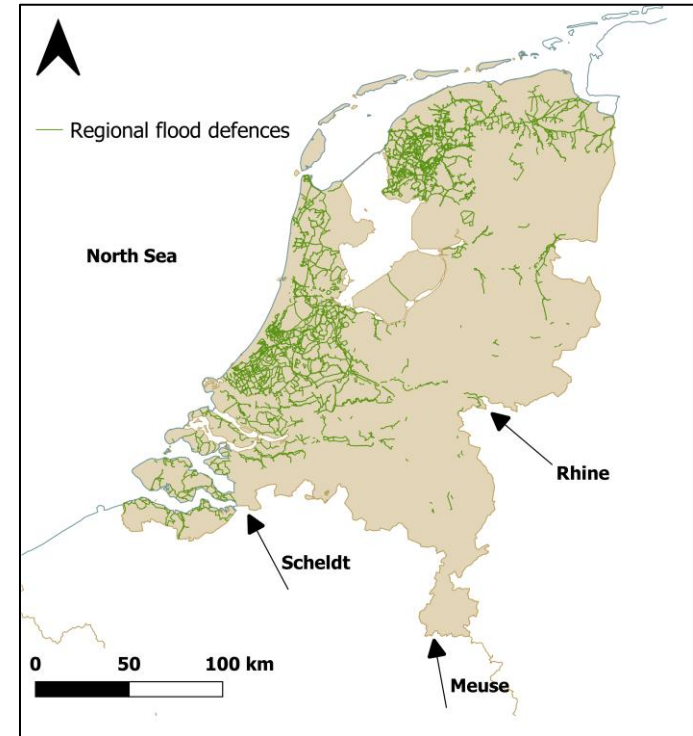 Regional flood defences
North Sea
Rhine
Scheldt
Meuse
0 50 100 km